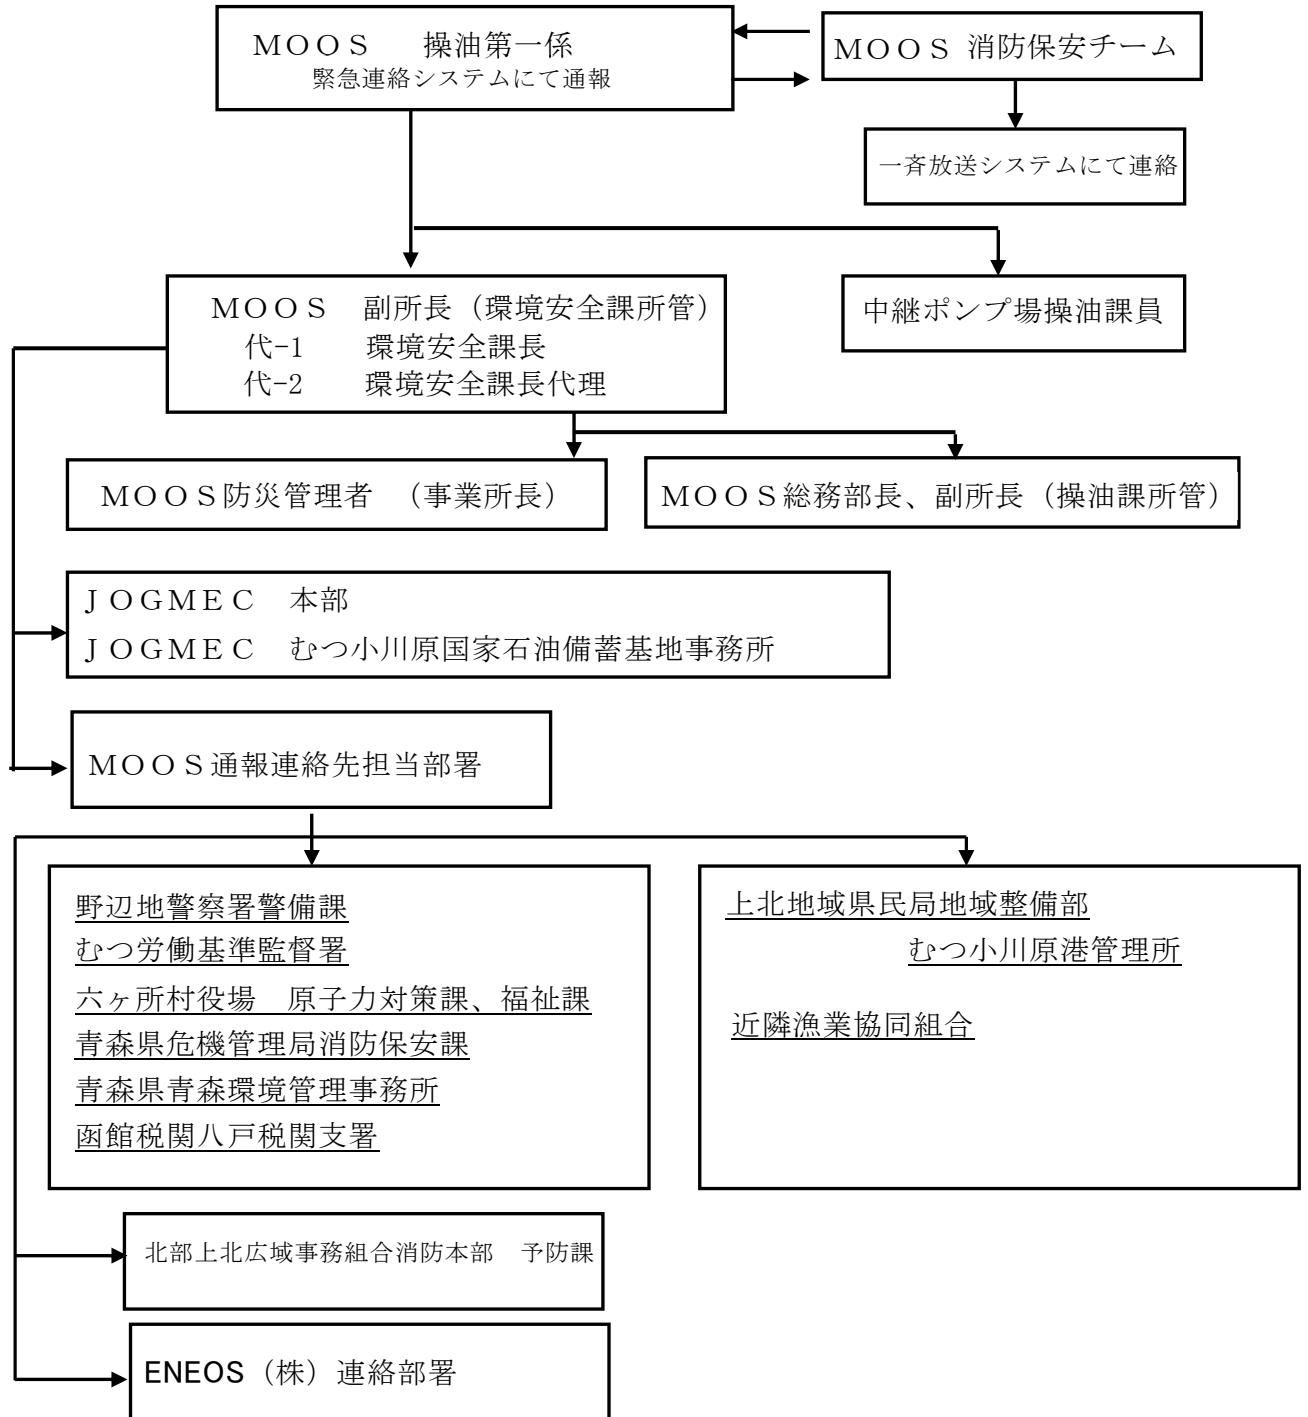 ＭＯＯＳ　操油第一係
緊急連絡システムにて通報
ＭＯＯＳ 消防保安チーム
一斉放送システムにて連絡
ＭＯＯＳ　副所長（環境安全課所管）
代-1　環境安全課長
代-2　環境安全課長代理
中継ポンプ場操油課員
ＭＯＯＳ防災管理者　（事業所長）
ＭＯＯＳ総務部長、副所長（操油課所管）
ＪＯＧＭＥＣ　本部
ＪＯＧＭＥＣ　むつ小川原国家石油備蓄基地事務所
ＭＯＯＳ通報連絡先担当部署
野辺地警察署警備課
むつ労働基準監督署
六ヶ所村役場　原子力対策課、福祉課
青森県危機管理局消防保安課
青森県青森環境管理事務所
函館税関八戸税関支署
上北地域県民局地域整備部
むつ小川原港管理所
近隣漁業協同組合
北部上北広域事務組合消防本部　予防課
ENEOS（株）連絡部署